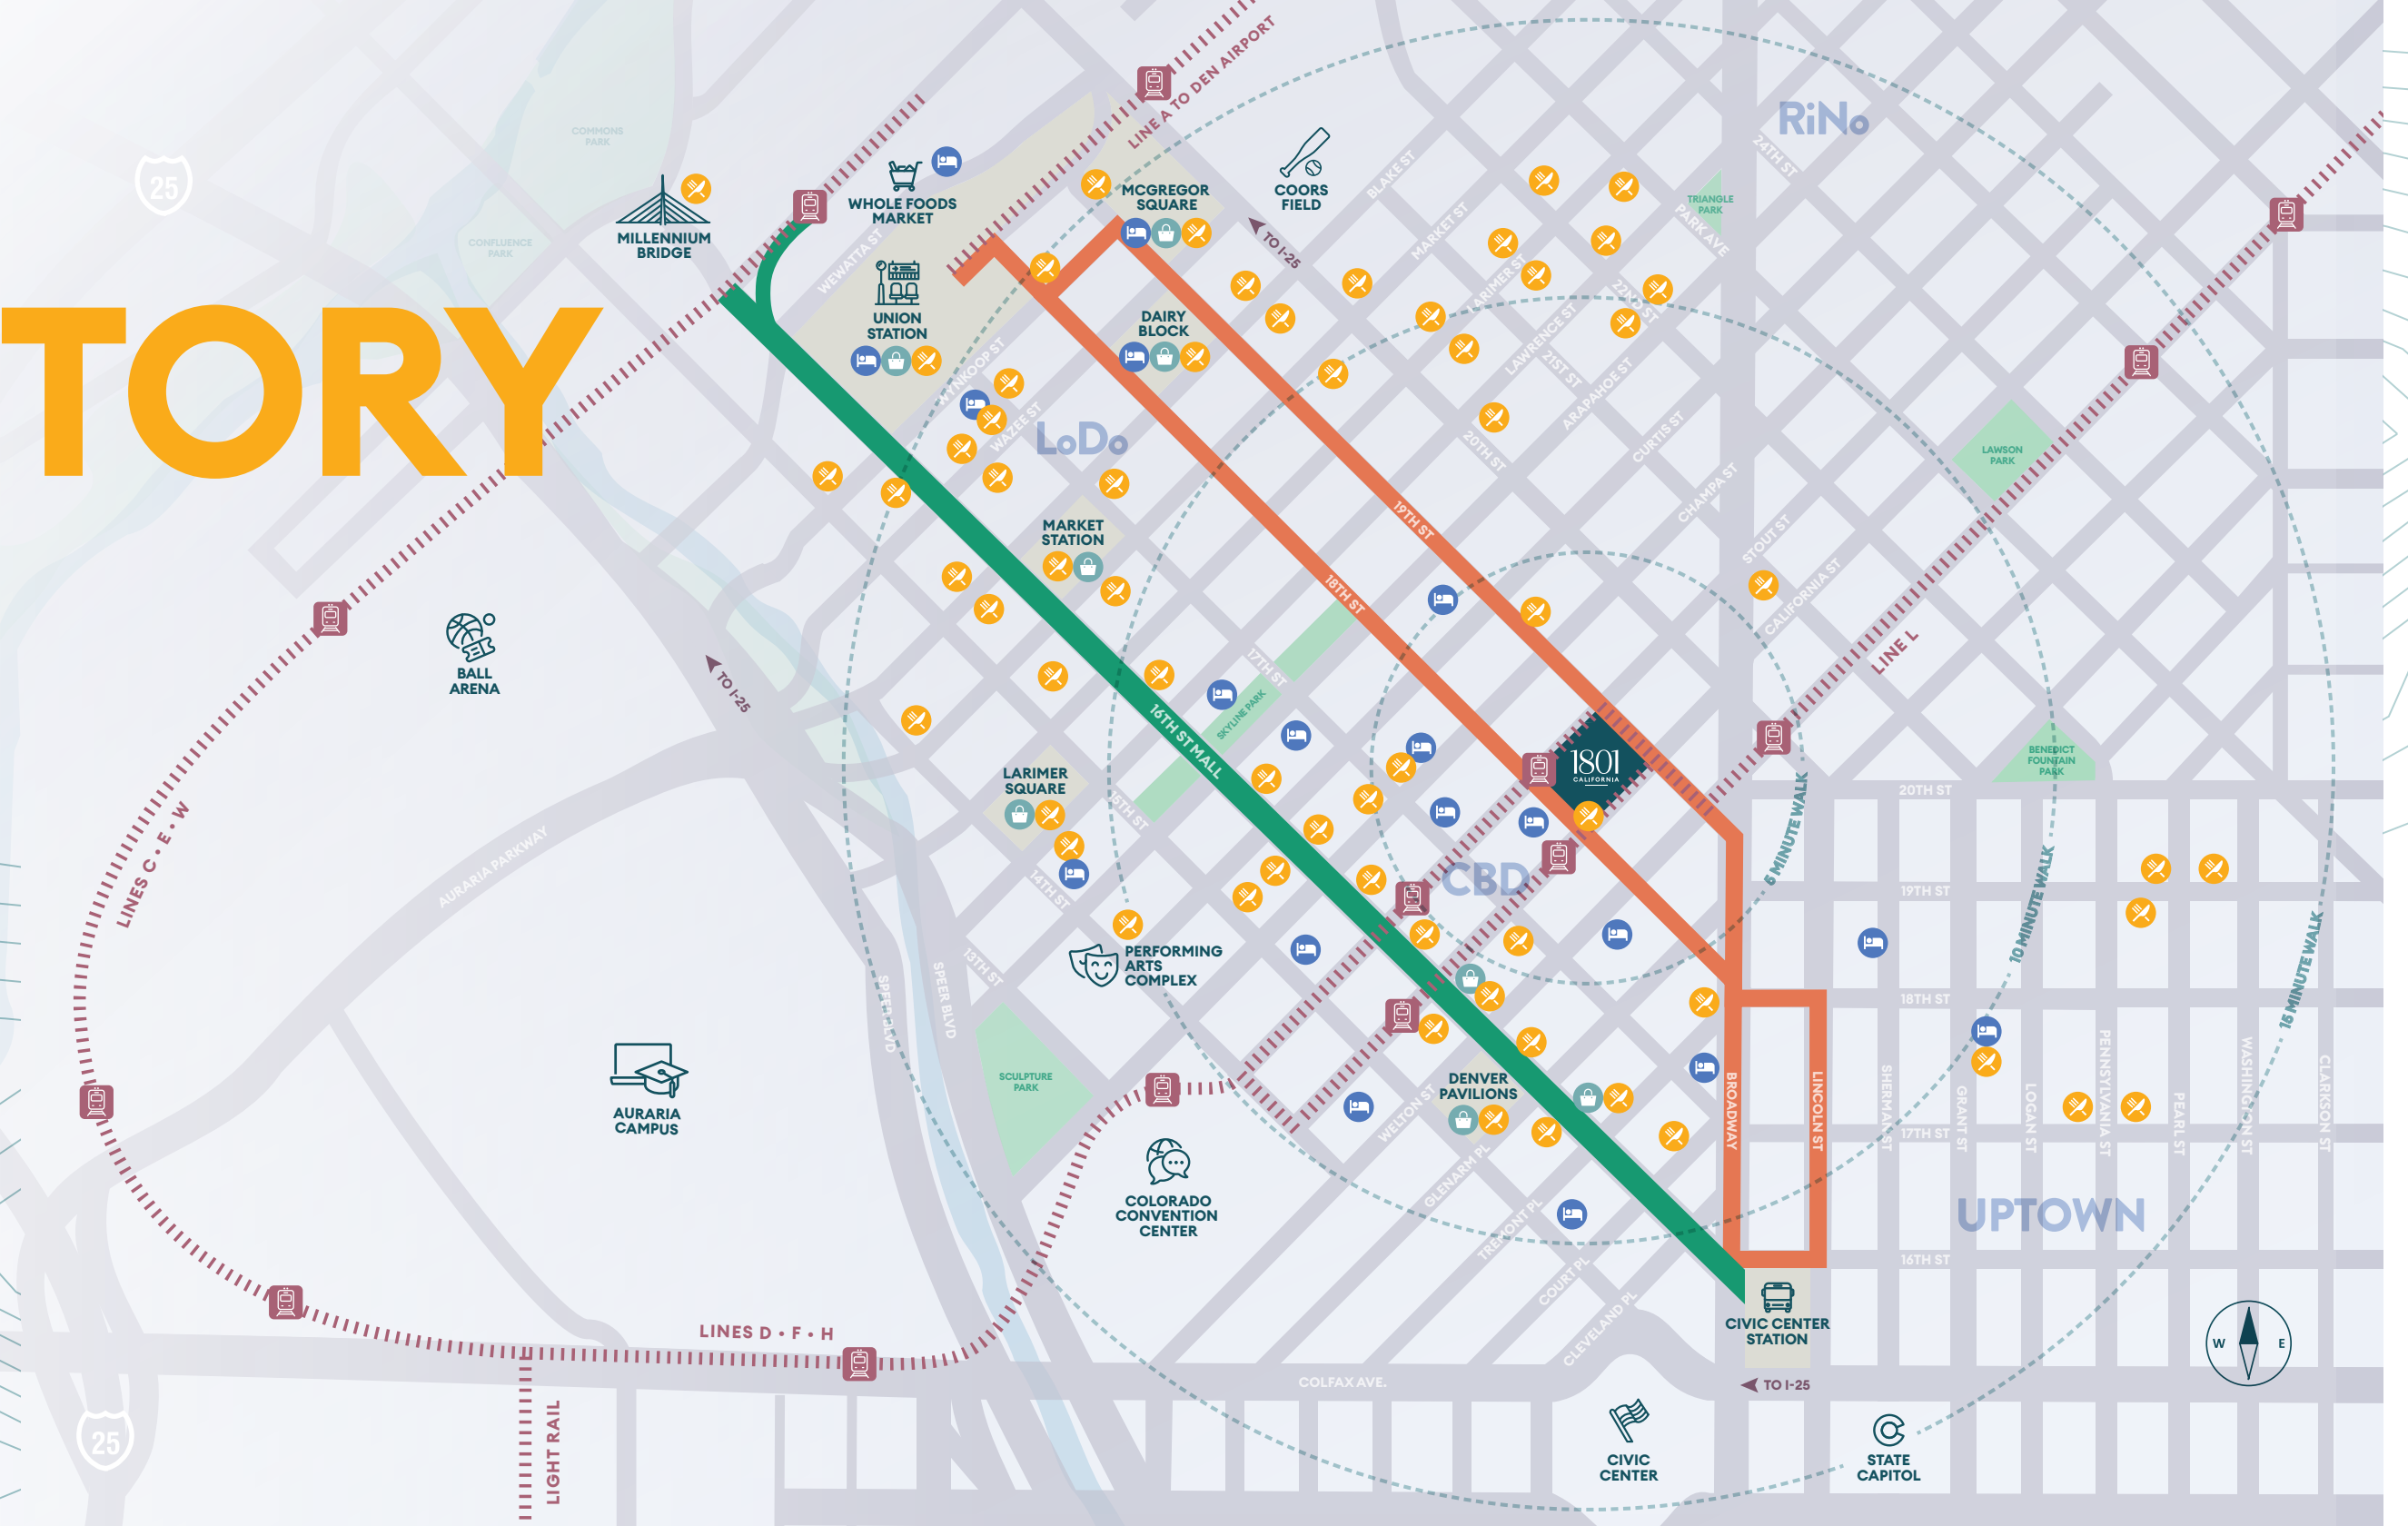 LINE A TO DEN AIRPORT
RiNo
24TH ST
COMMONS
PARK
25
COORS
FIELD
BLAKE ST
MCGREGOR
SQUARE
WHOLE FOODS
MARKET
TRIANGLE
PARK
PARK AVE
MILLENNIUM
BRIDGE
CONFLUENCE
PARK
WEWATTA ST
TO I-25
MARKET ST
LARIMER ST
22ND ST
UNION
STATION
DAIRY
BLOCK
LAWRENCE ST
21ST ST
ARAPAHOE ST
WYNKOOP ST
WAZEE ST
TORY
LoDo
20TH ST
CURTIS ST
CHAMPA ST
LAWSON
PARK
MARKET
STATION
19TH ST
18TH ST
STOUT ST
CALIFORNIA ST
LINE L
BALL
ARENA
TO I-25
17TH ST
SKYLINE PARK
16TH ST MALL
1801
CALIFORNIA
BENEDICT
FOUNTAIN
PARK
LARIMER
SQUARE
15TH ST
20TH ST
5 MINUTE WALK
LINES C • E • W
AURARIA PARKWAY
14TH ST
CBD
19TH ST
10 MINUTE WALK
15 MINUTE WALK
PERFORMING
ARTS
COMPLEX
13TH ST
SPEER BLVD
SPEER BLVD
18TH ST
SCULPTURE
PARK
DENVER
PAVILIONS
WELTON ST
BROADWAY
LINCOLN ST
SHERMAN ST
GRANT ST
LOGAN ST
PENNSYLVANIA ST
PEARL ST
WASHINGTON ST
CLARKSON ST
AURARIA
CAMPUS
17TH ST
COLORADO
CONVENTION
CENTER
GLENARM PL
TREMONT PL
UPTOWN
COURT PL
16TH ST
CLEVELAND PL
CIVIC CENTER
STATION
LINES D • F • H
W
E
COLFAX AVE.
TO I-25
25
LIGHT RAIL
CIVIC
CENTER
STATE
CAPITOL